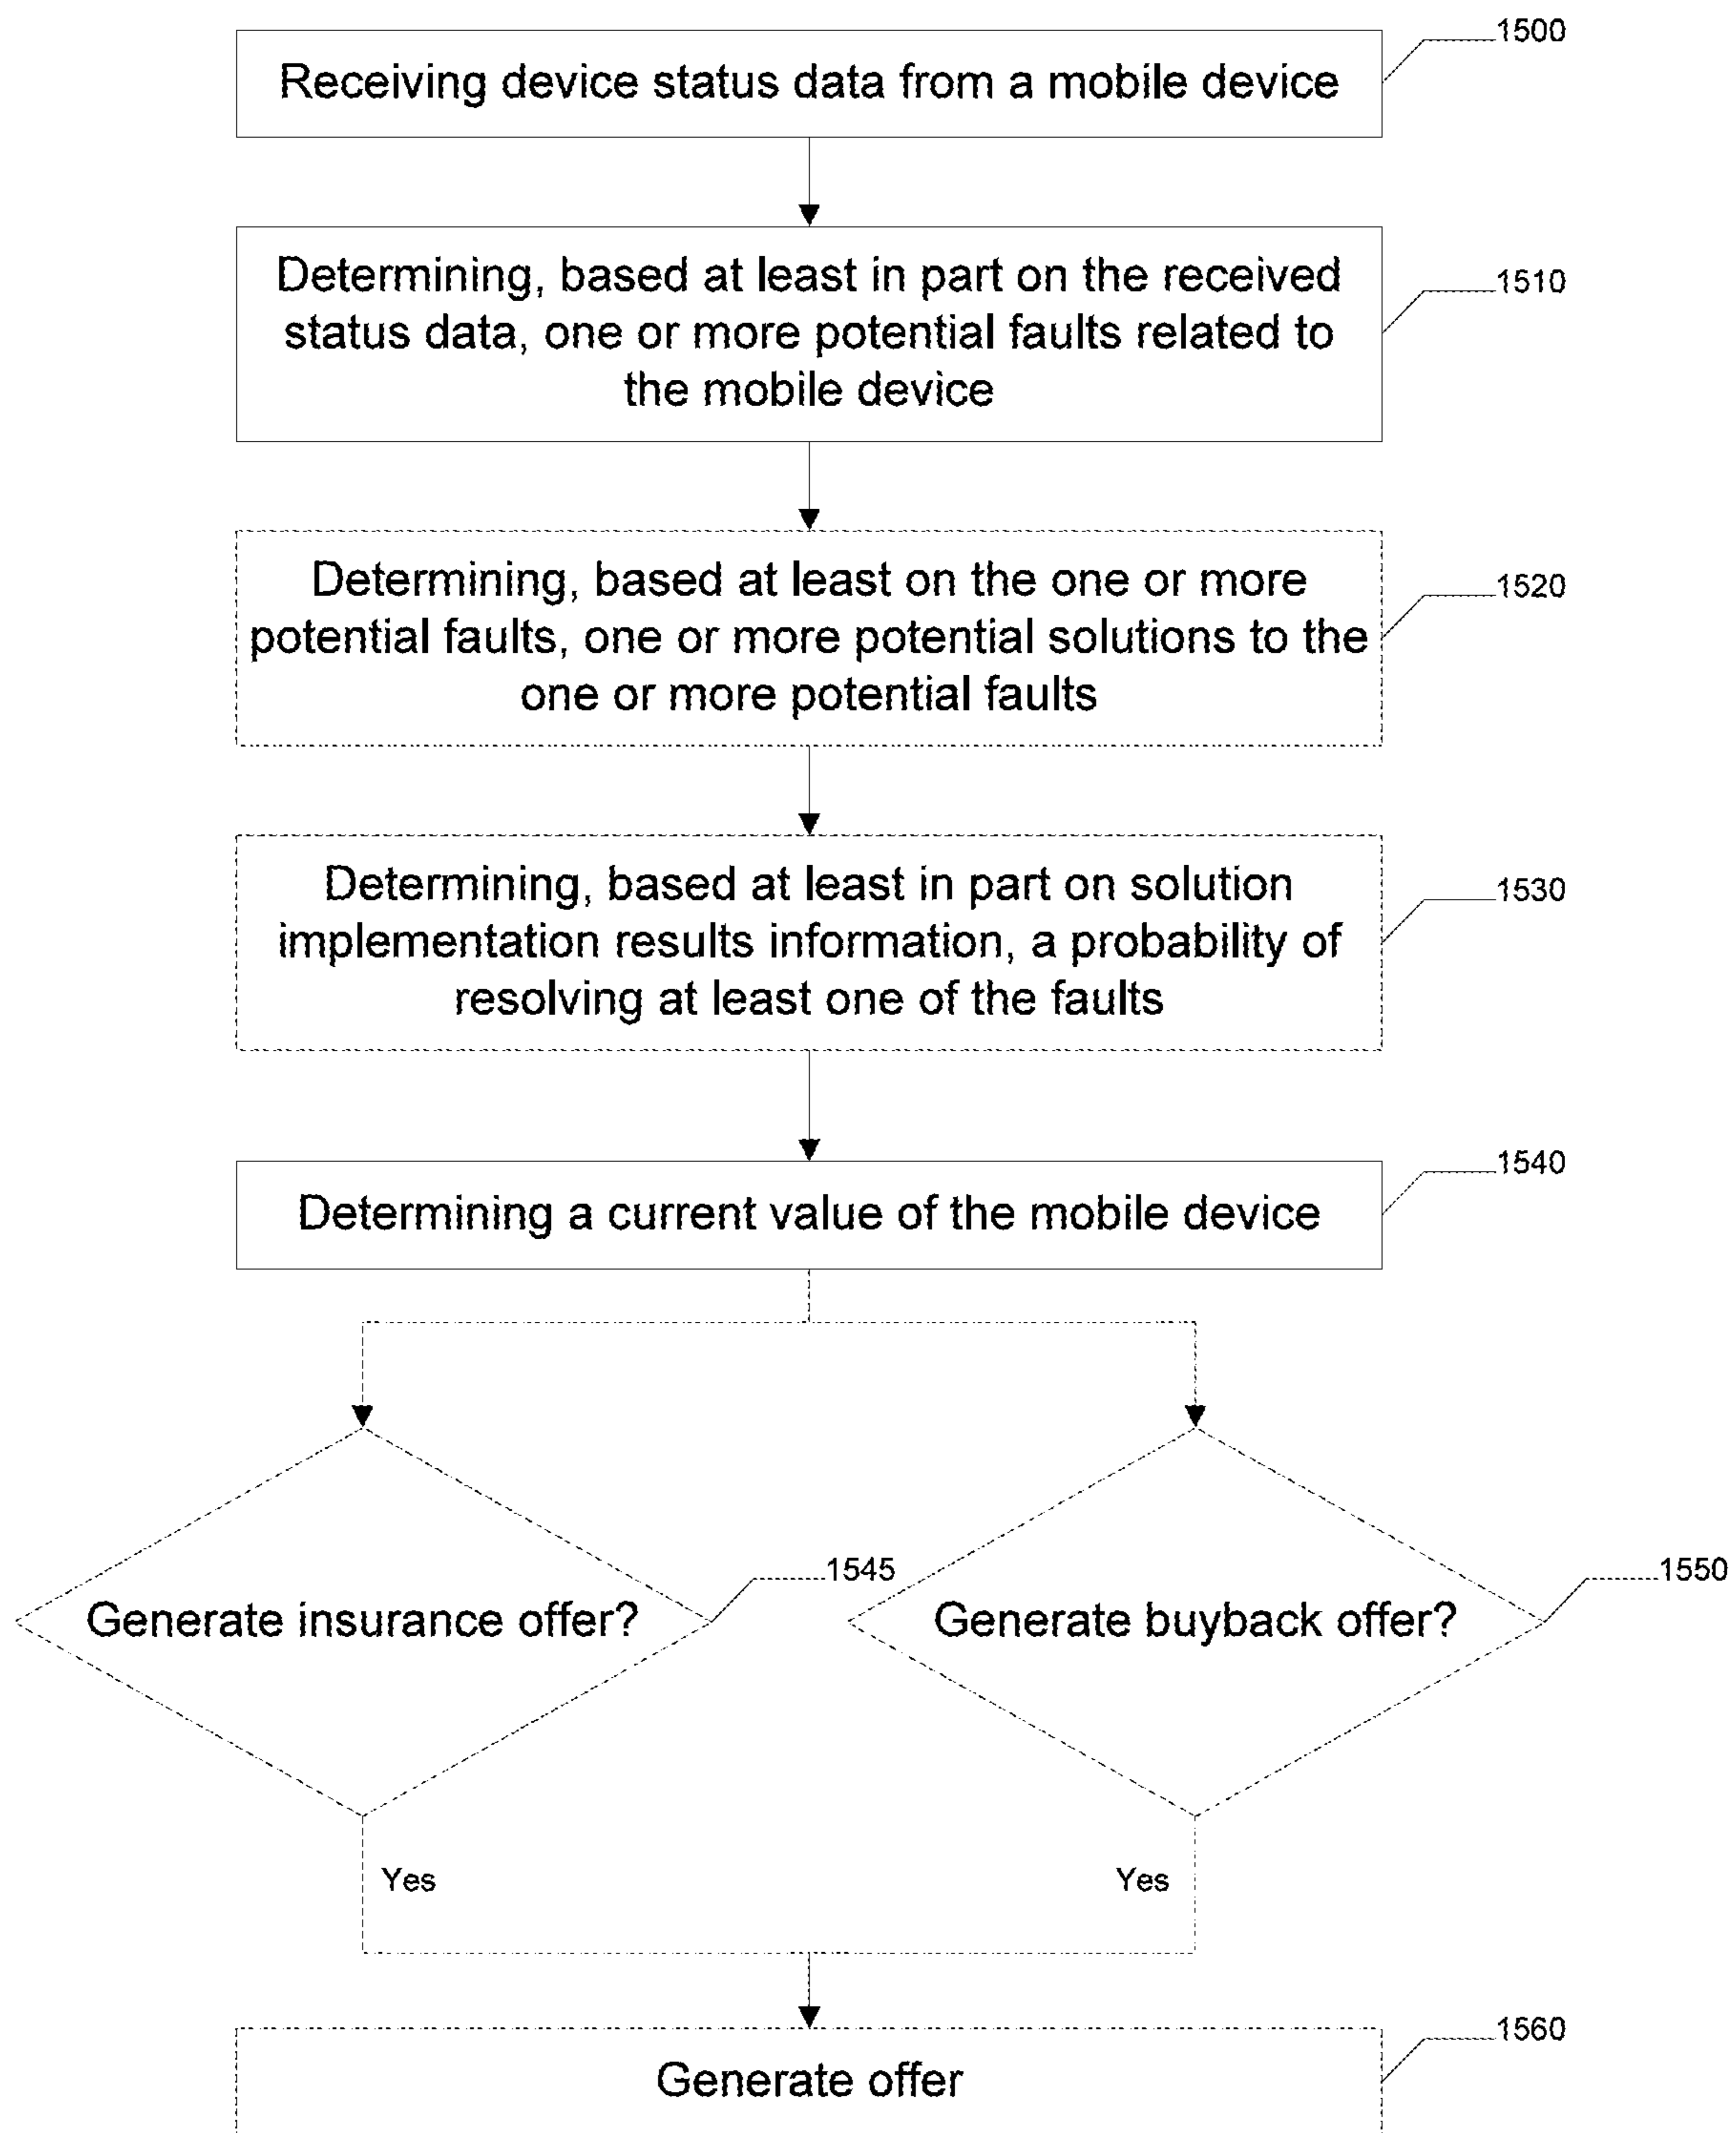 1500
Receiving device status data from a mobile device
Determining, based at least in part on the received
1510
status data, one or more potential faults related to
the mobile device
Determining, based at least on the one or more
1520
potential faults, one or more potential solutions to the
one or more potential faults
Determining, based at least in part on solution
1530
implementation results information, a probability of
resolving at least one of the faults
1540
Determining a current value of the mobile device
1545
1550
Generate insurance offer?
Generate buyback offer?
Yes
Yes
1560
Generate offer